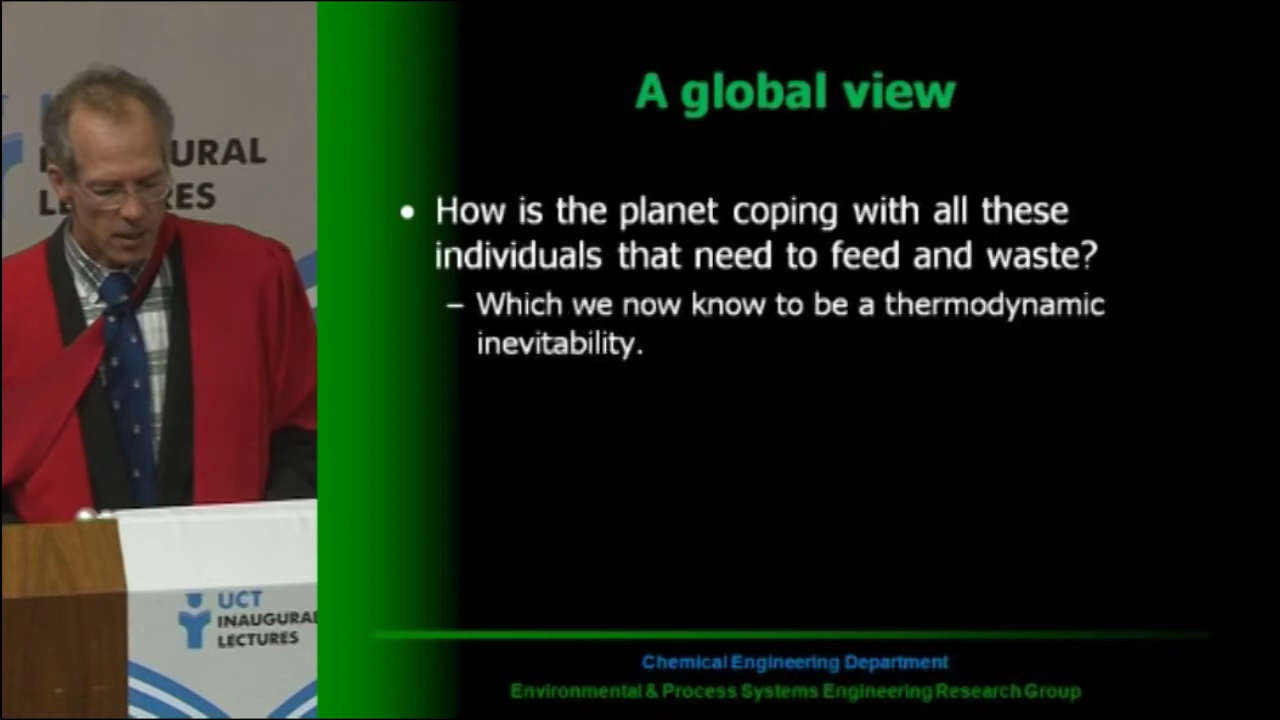 URAL
RES
UCT
INAUGURAL
LECTURES
A global view
• How is the planet coping with all these
individuals that need to feed and waste?
– Which we now know to be a thermodynamic
inevitability.
Chemical Engineering Department
Environmental & Process Systems Engineering Research Group